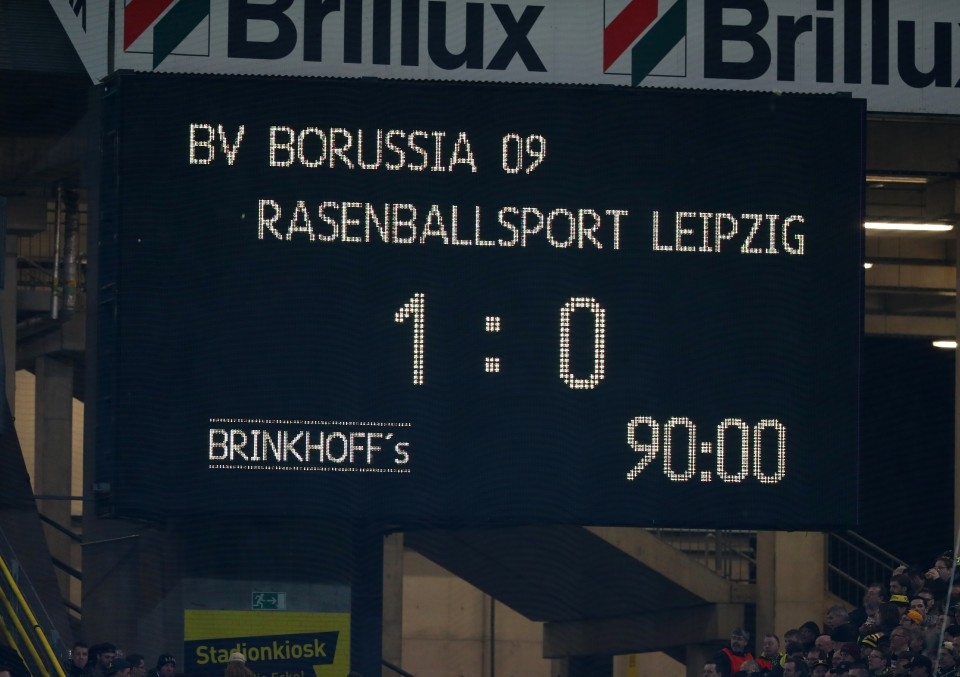 Brillux Brillux
BV BORUSSIA 09
RASENBALLSPORT LEIPZIG
1 : 0
BRINKHOFF´s 90:00
Stadionkiosk